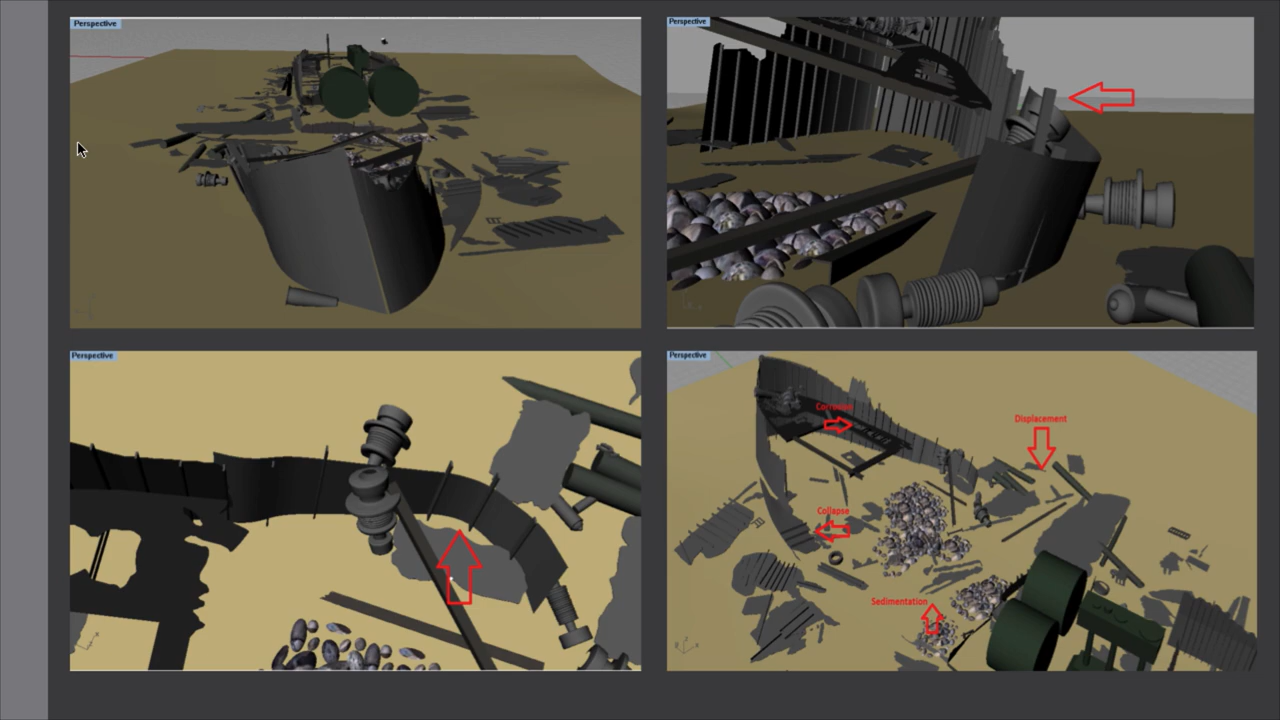 Perspective
Perspective
Perspective
Perspective
Corrosion
Displacement
Collapse
Sedimentation